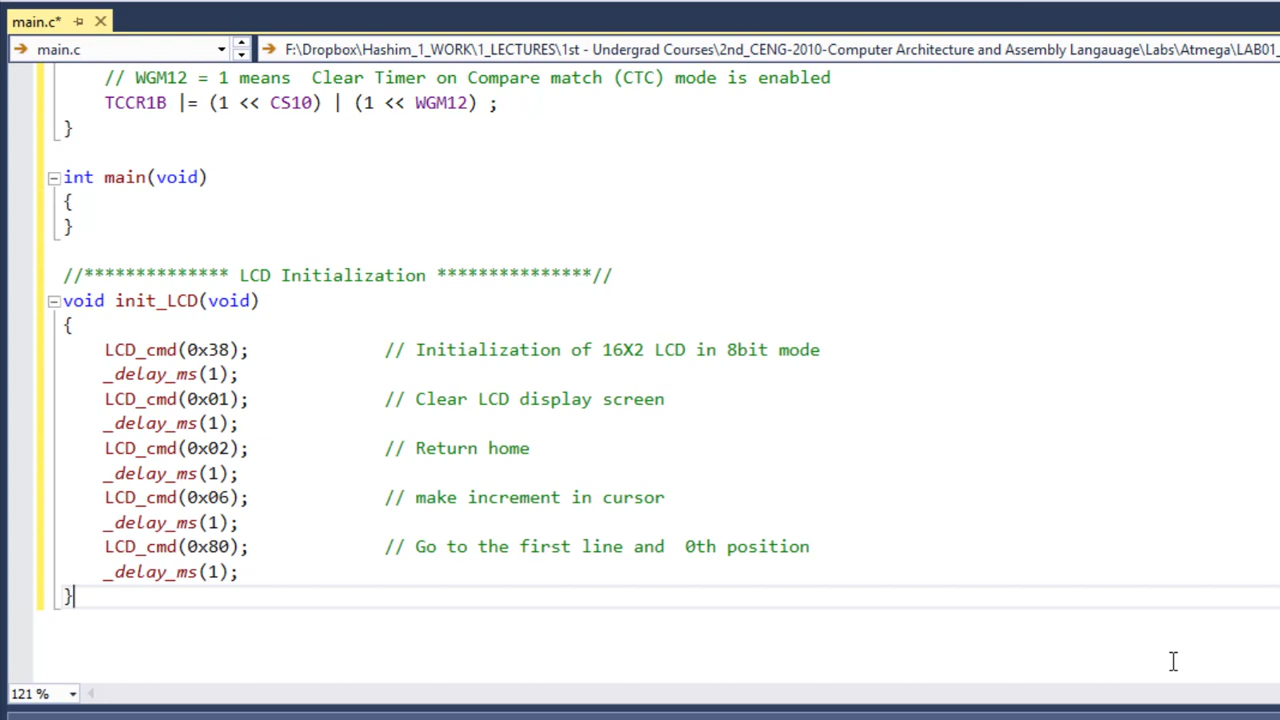 main.c*
main.c
F:\Dropbox\Hashim_1_WORK\1_LECTURES\1st - Undergrad Courses\2nd_CENG-2010-Computer Architecture and Assembly Langauage\Labs\Atmega\LAB01_
// WGM12 = 1 means  Clear Timer on Compare match (CTC) mode is enabled
TCCR1B |= (1 << CS10) | (1 << WGM12) ;
}
int main(void)
{
}
//************** LCD Initialization ***************//
void init_LCD(void)
{
LCD_cmd(0x38); // Initialization of 16X2 LCD in 8bit mode
_delay_ms(1);
LCD_cmd(0x01); // Clear LCD display screen
_delay_ms(1);
LCD_cmd(0x02); // Return home
_delay_ms(1);
LCD_cmd(0x06); // make increment in cursor
_delay_ms(1);
LCD_cmd(0x80); // Go to the first line and  0th position
_delay_ms(1);
}
121 %